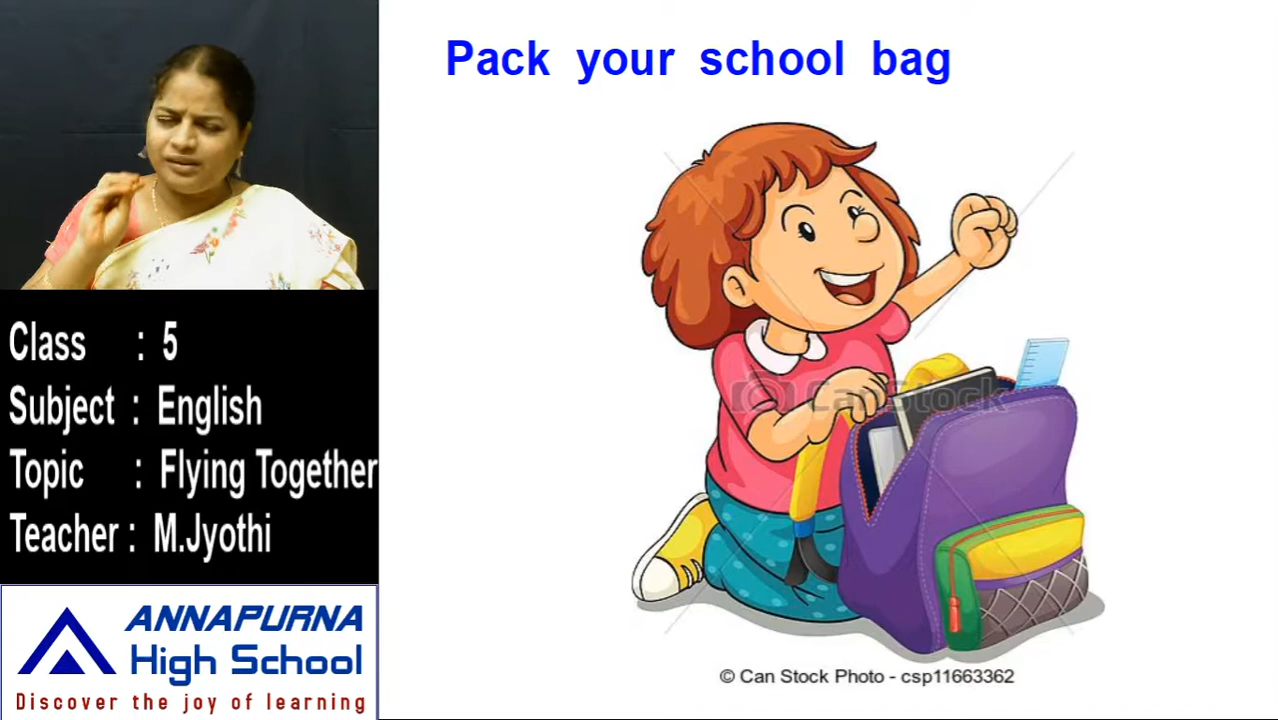 Pack your school bag
Class : 5
Subject : English
Topic : Flying Together
Teacher : M.Jyothi
ANNAPURNA
High School
Discover the joy of learning
CanStock
© Can Stock Photo - csp11663362